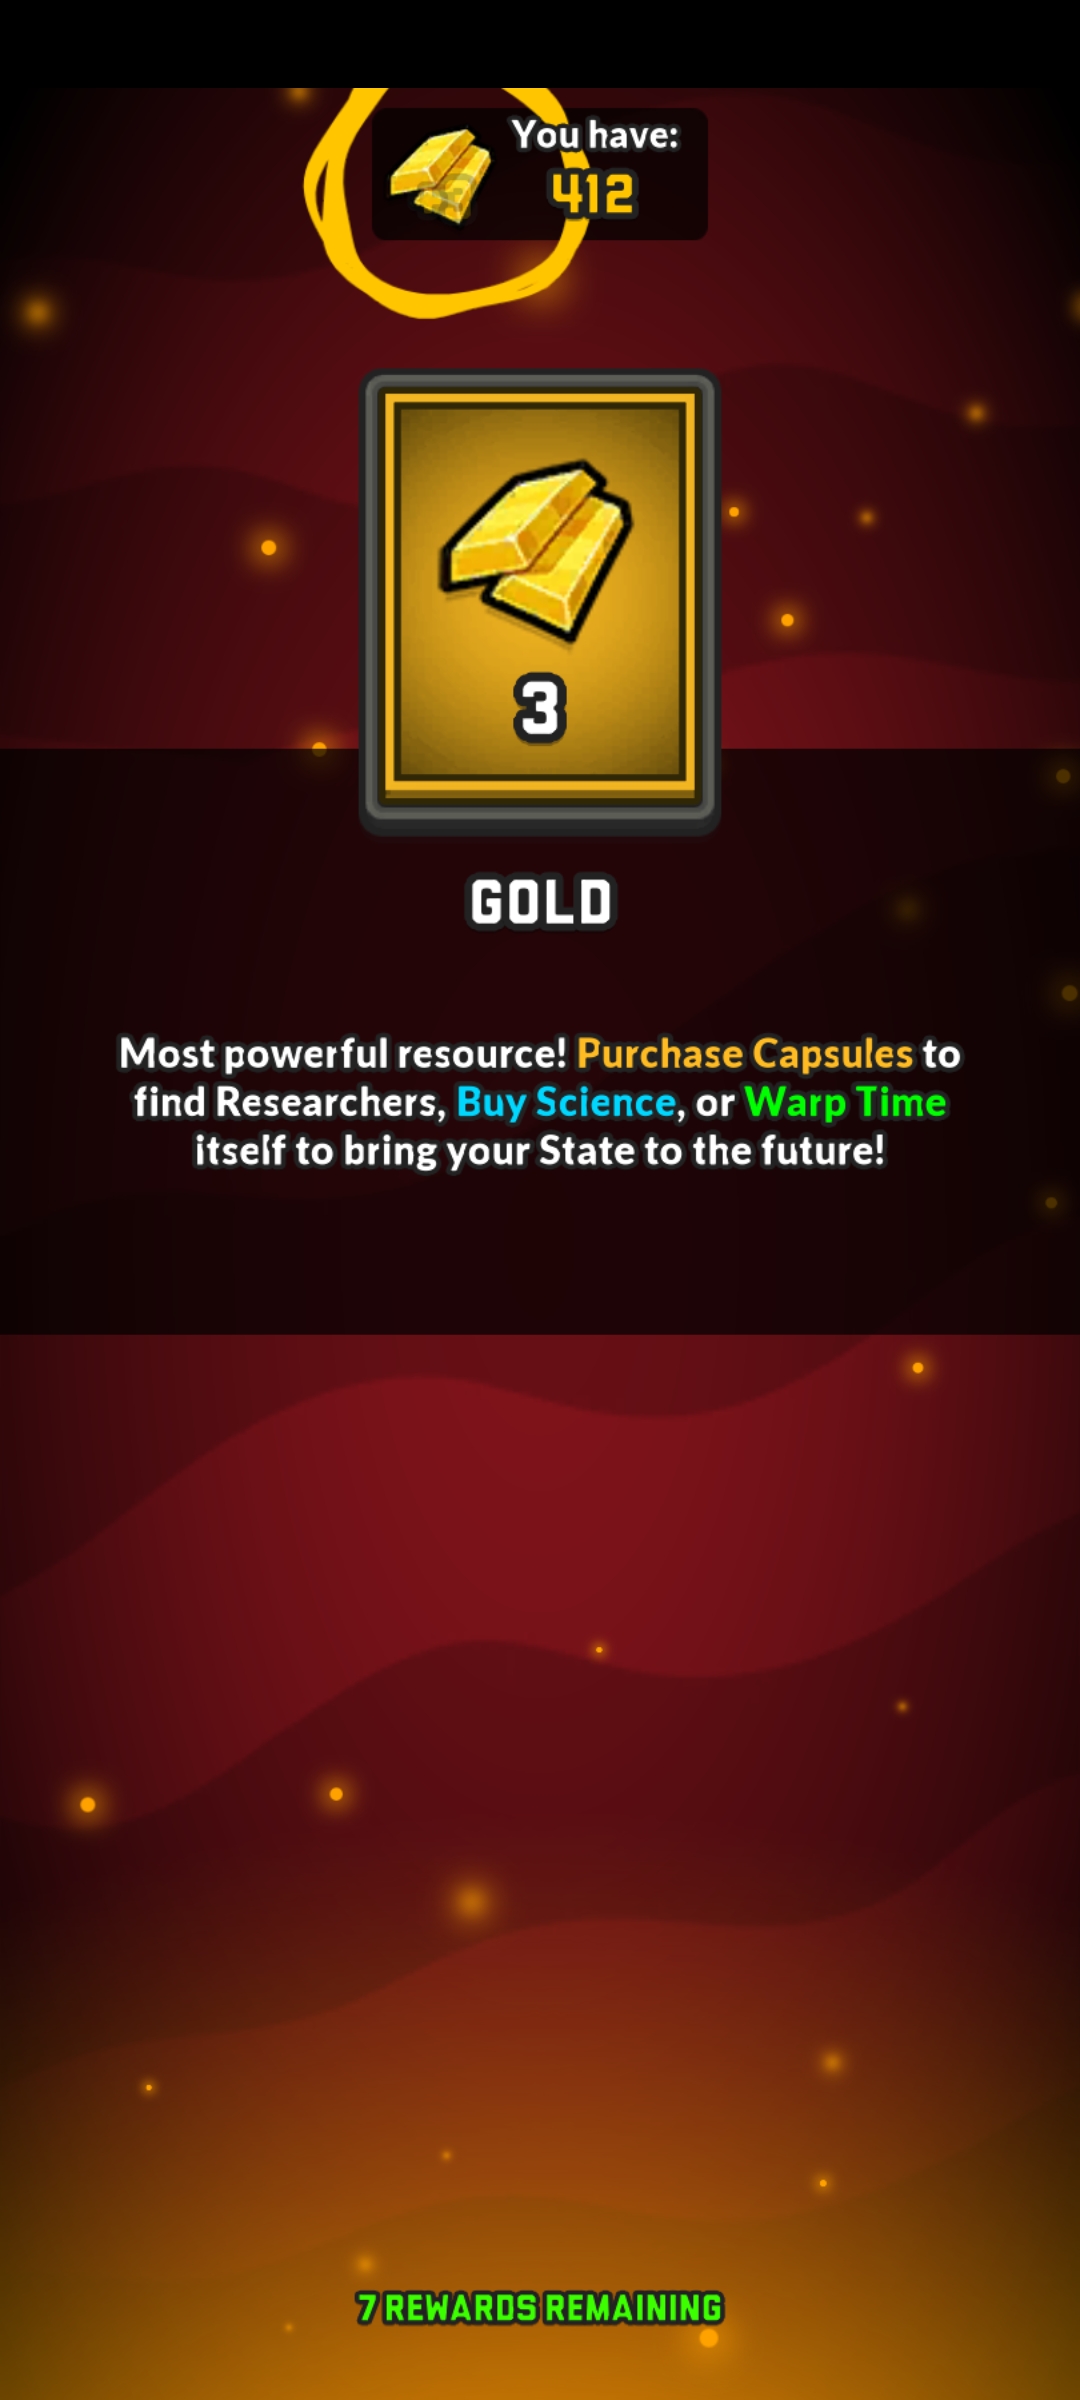 You have:
412
3
GOLD
Most powerful resource! Purchase Capsules to
find Researchers, Buy Science, or Warp Time
itself to bring your State to the future!
7 REWARDS REMAINING